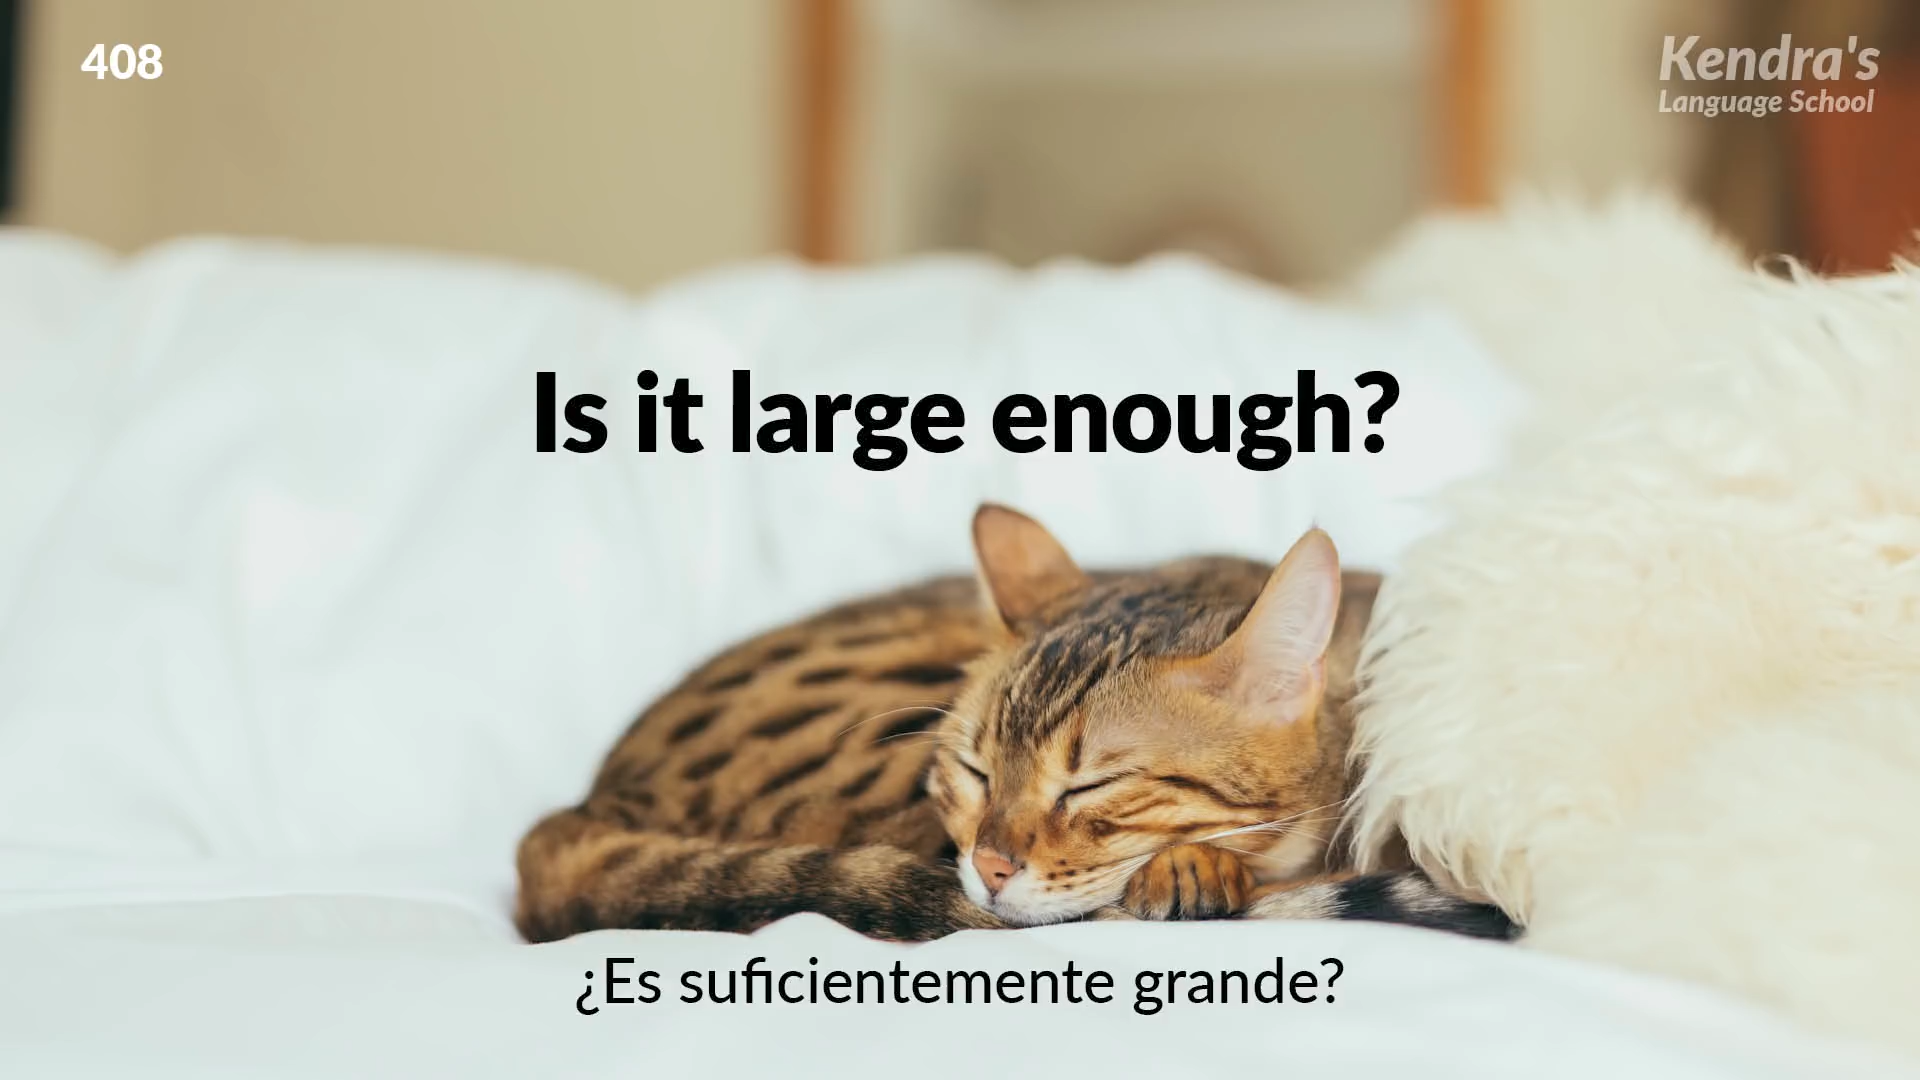 408
Kendra's
Language School
Is it large enough?
¿Es suficientemente grande?